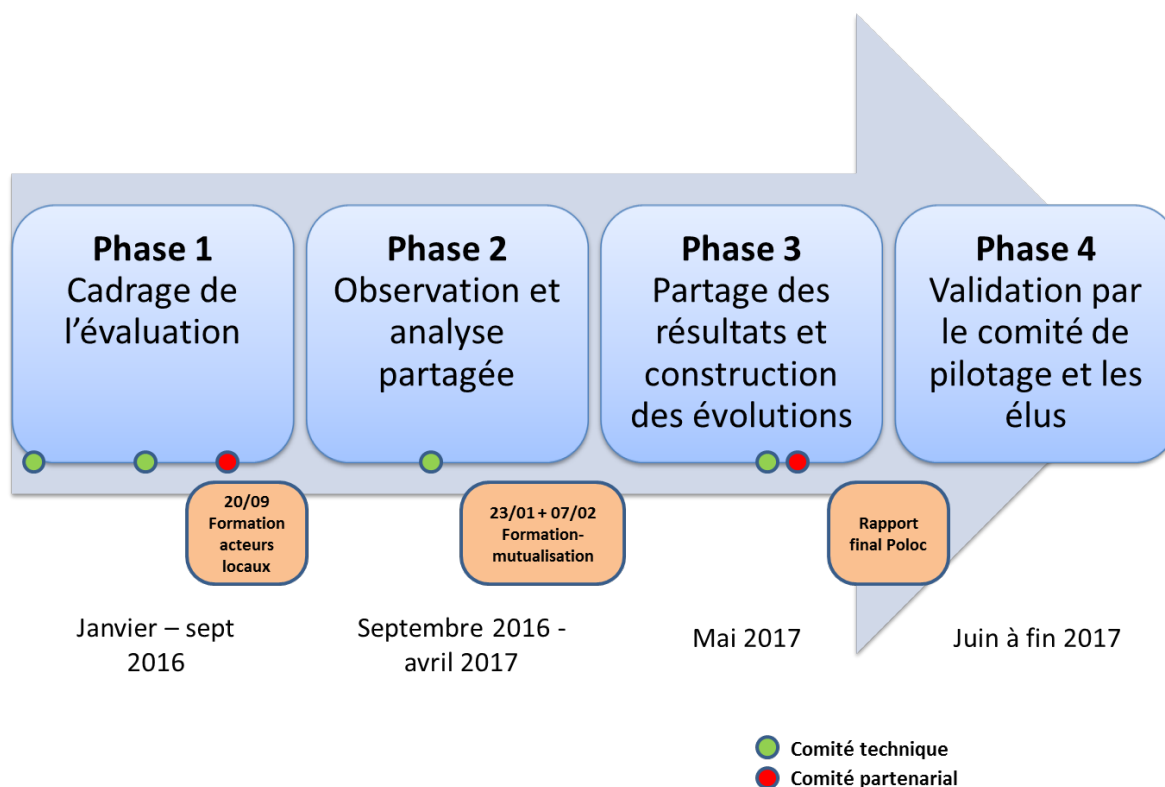 Phase 1
Cadrage de
l’évaluation
Phase 2
Observation et
analyse
partagée
Phase 3
Partage des
résultats et
construction
des évolutions
Phase 4
Validation par
le comité de
pilotage et les
élus
20/09
Formation
acteurs
locaux
23/01 + 07/02
Formation-
mutualisation
Rapport
final Poloc
Janvier – sept
2016
Septembre 2016 -
avril 2017
Mai 2017
Juin à fin 2017
Comité technique
Comité partenarial